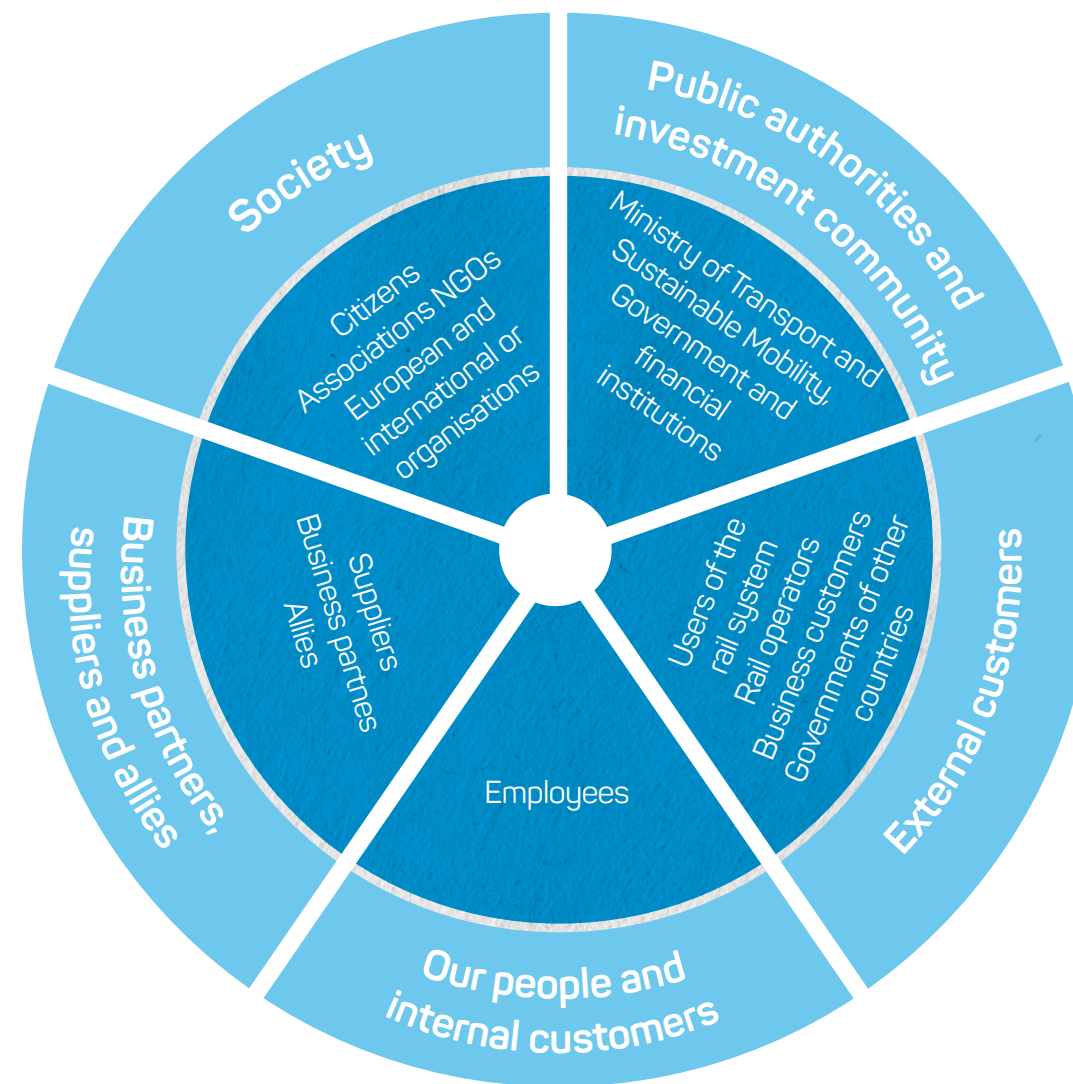 Society
Citizens
Associations NGOs
European and
international or
organisations
Public authorities and
investment community
Ministry of Transport and
Sustainable Mobility,
Government and
financial
institutions
External customers
Users of the
rail system
Rail operators
Business customers
Governments of other
countries
Our people and
internal customers
Employees
Business partners,
suppliers and allies
Suppliers
Business partnes
Allies